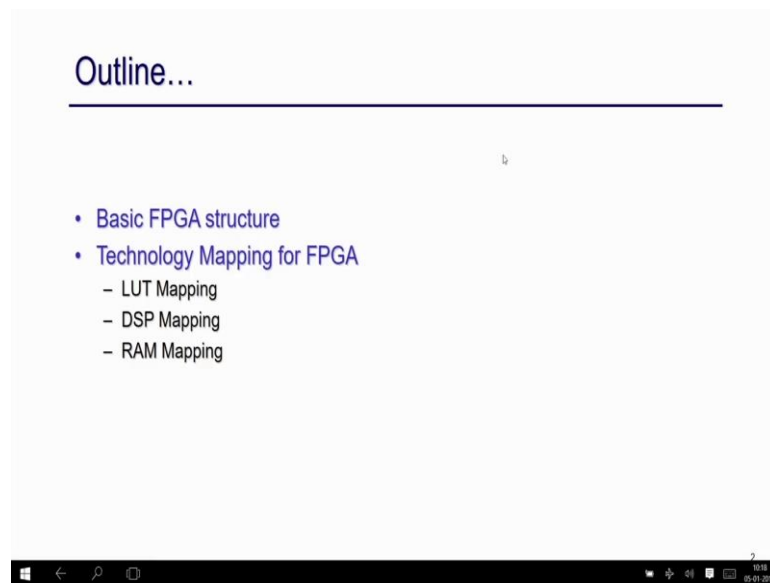 Outline...
• Basic FPGA structure
• Technology Mapping for FPGA
– LUT Mapping
– DSP Mapping
– RAM Mapping
2
10:18